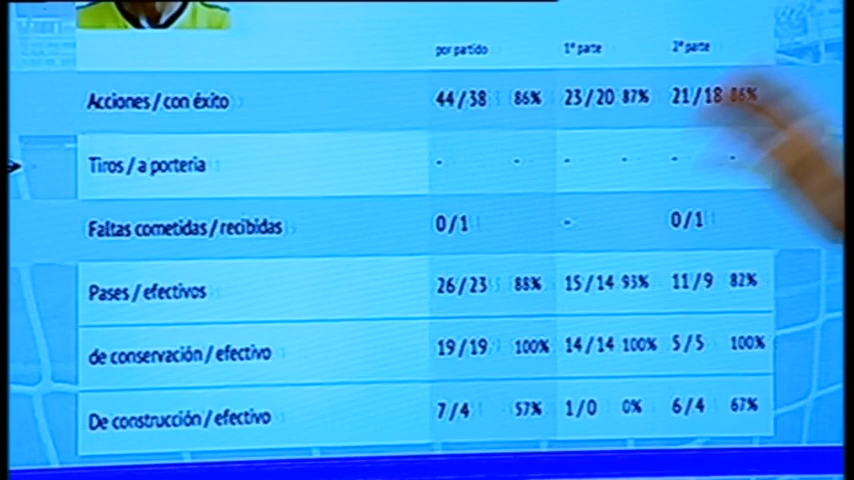 por partido 1ª parte 2ª parte
Acciones / con éxito 44/38 86% 23/20 87% 21/18 86%
Tiros / a porteria - - - - - -
Faltas cometidas / recibidas 0/1 - 0/1
Pases / efectivos 26/23 88% 15/14 93% 11/9 82%
de conservación / efectivo 19/19 100% 14/14 100% 5/5 100%
De construcción / efectivo 7/4 57% 1/0 0% 6/4 67%